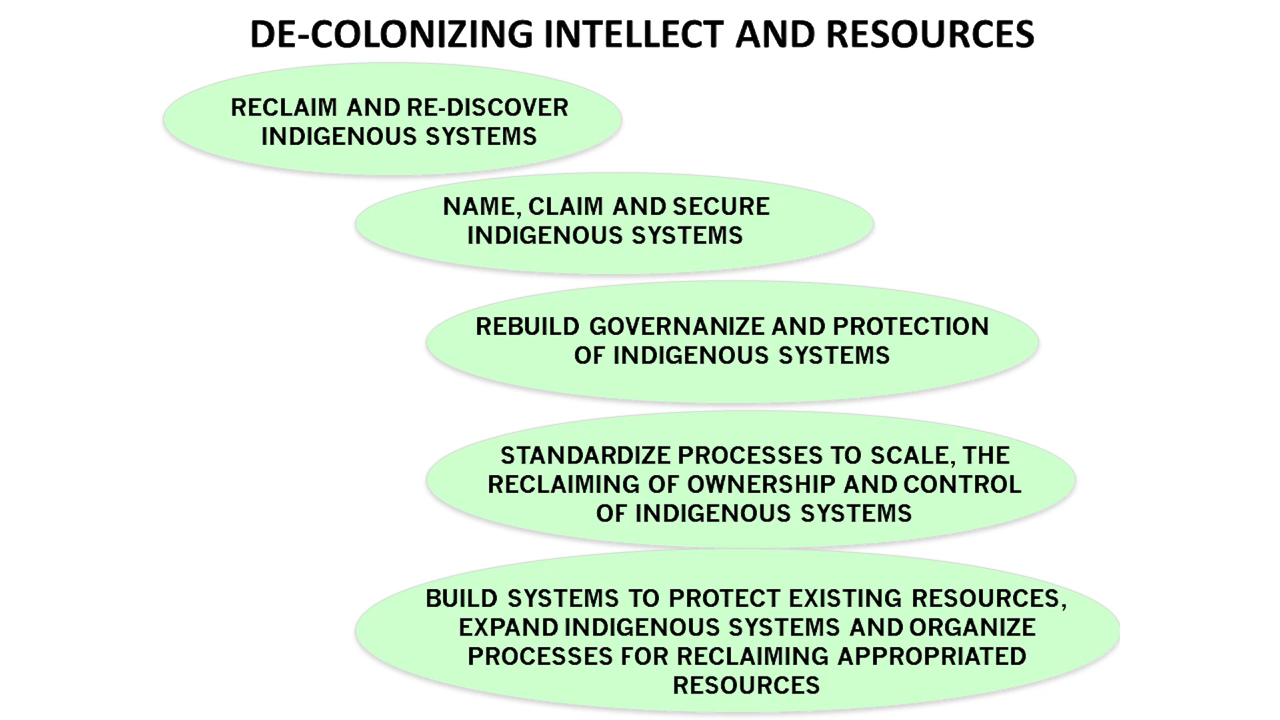 DE-COLONIZING INTELLECT AND RESOURCES
RECLAIM AND RE-DISCOVER
INDIGENOUS SYSTEMS
NAME, CLAIM AND SECURE
INDIGENOUS SYSTEMS
REBUILD GOVERNANIZE AND PROTECTION
OF INDIGENOUS SYSTEMS
STANDARDIZE PROCESSES TO SCALE, THE
RECLAIMING OF OWNERSHIP AND CONTROL
OF INDIGENOUS SYSTEMS
BUILD SYSTEMS TO PROTECT EXISTING RESOURCES,
EXPAND INDIGENOUS SYSTEMS AND ORGANIZE
PROCESSES FOR RECLAIMING APPROPRIATED
RESOURCES